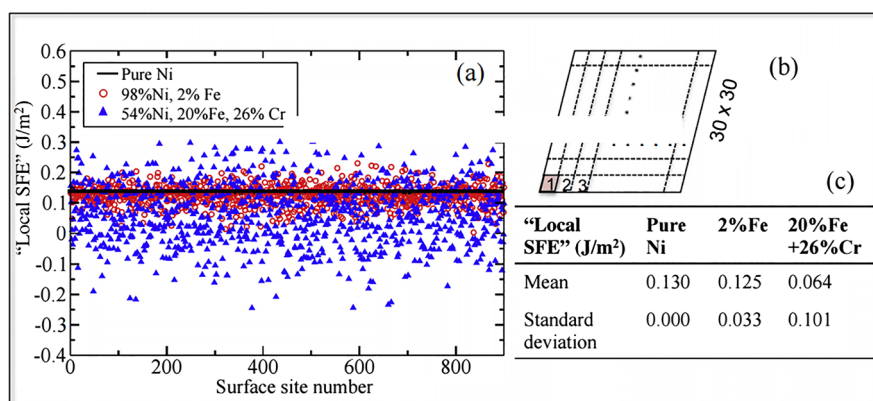 (a)
Pure Ni
98%Ni, 2% Fe
54%Ni, 20%Fe, 26% Cr
"Local SFE" (J/m²)
0.6
0.5
0.4
0.3
0.2
0.1
0
-0.1
-0.2
-0.3
-0.4
0
200
400
600
800
Surface site number
(b)
30 x 30
1 2 3
(c)
"Local SFE" (J/m²) Pure Ni 2%Fe 20%Fe +26%Cr
Mean 0.130 0.125 0.064
Standard deviation 0.000 0.033 0.101